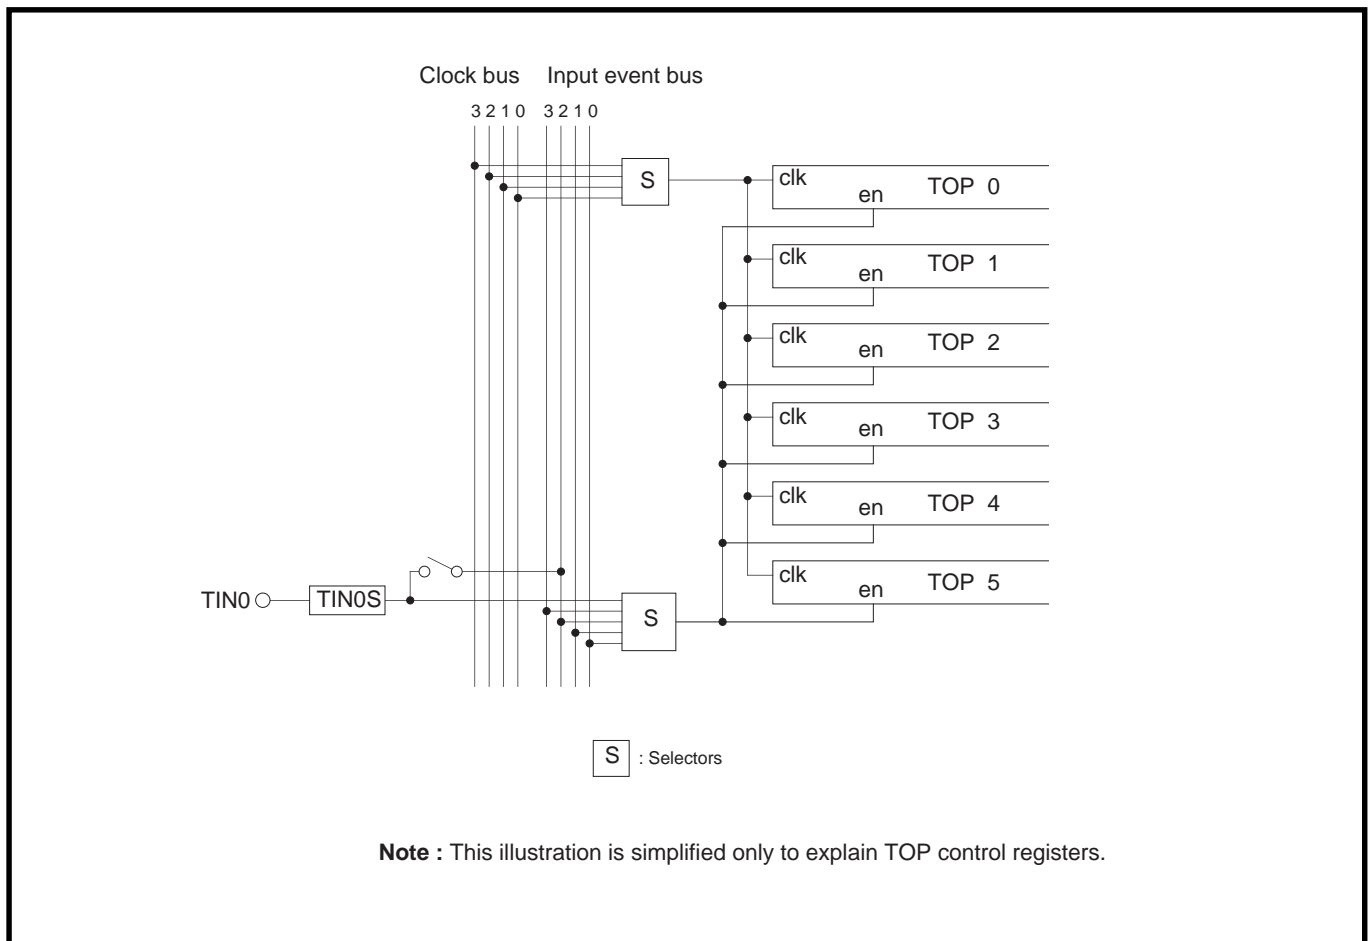 Clock bus Input event bus
3 2 1 0 3 2 1 0
S
clk
en
TOP 0
clk
en
TOP 1
clk
en
TOP 2
clk
en
TOP 3
clk
en
TOP 4
clk
en
TOP 5
TIN0
TIN0S
S
S : Selectors
Note : This illustration is simplified only to explain TOP control registers.